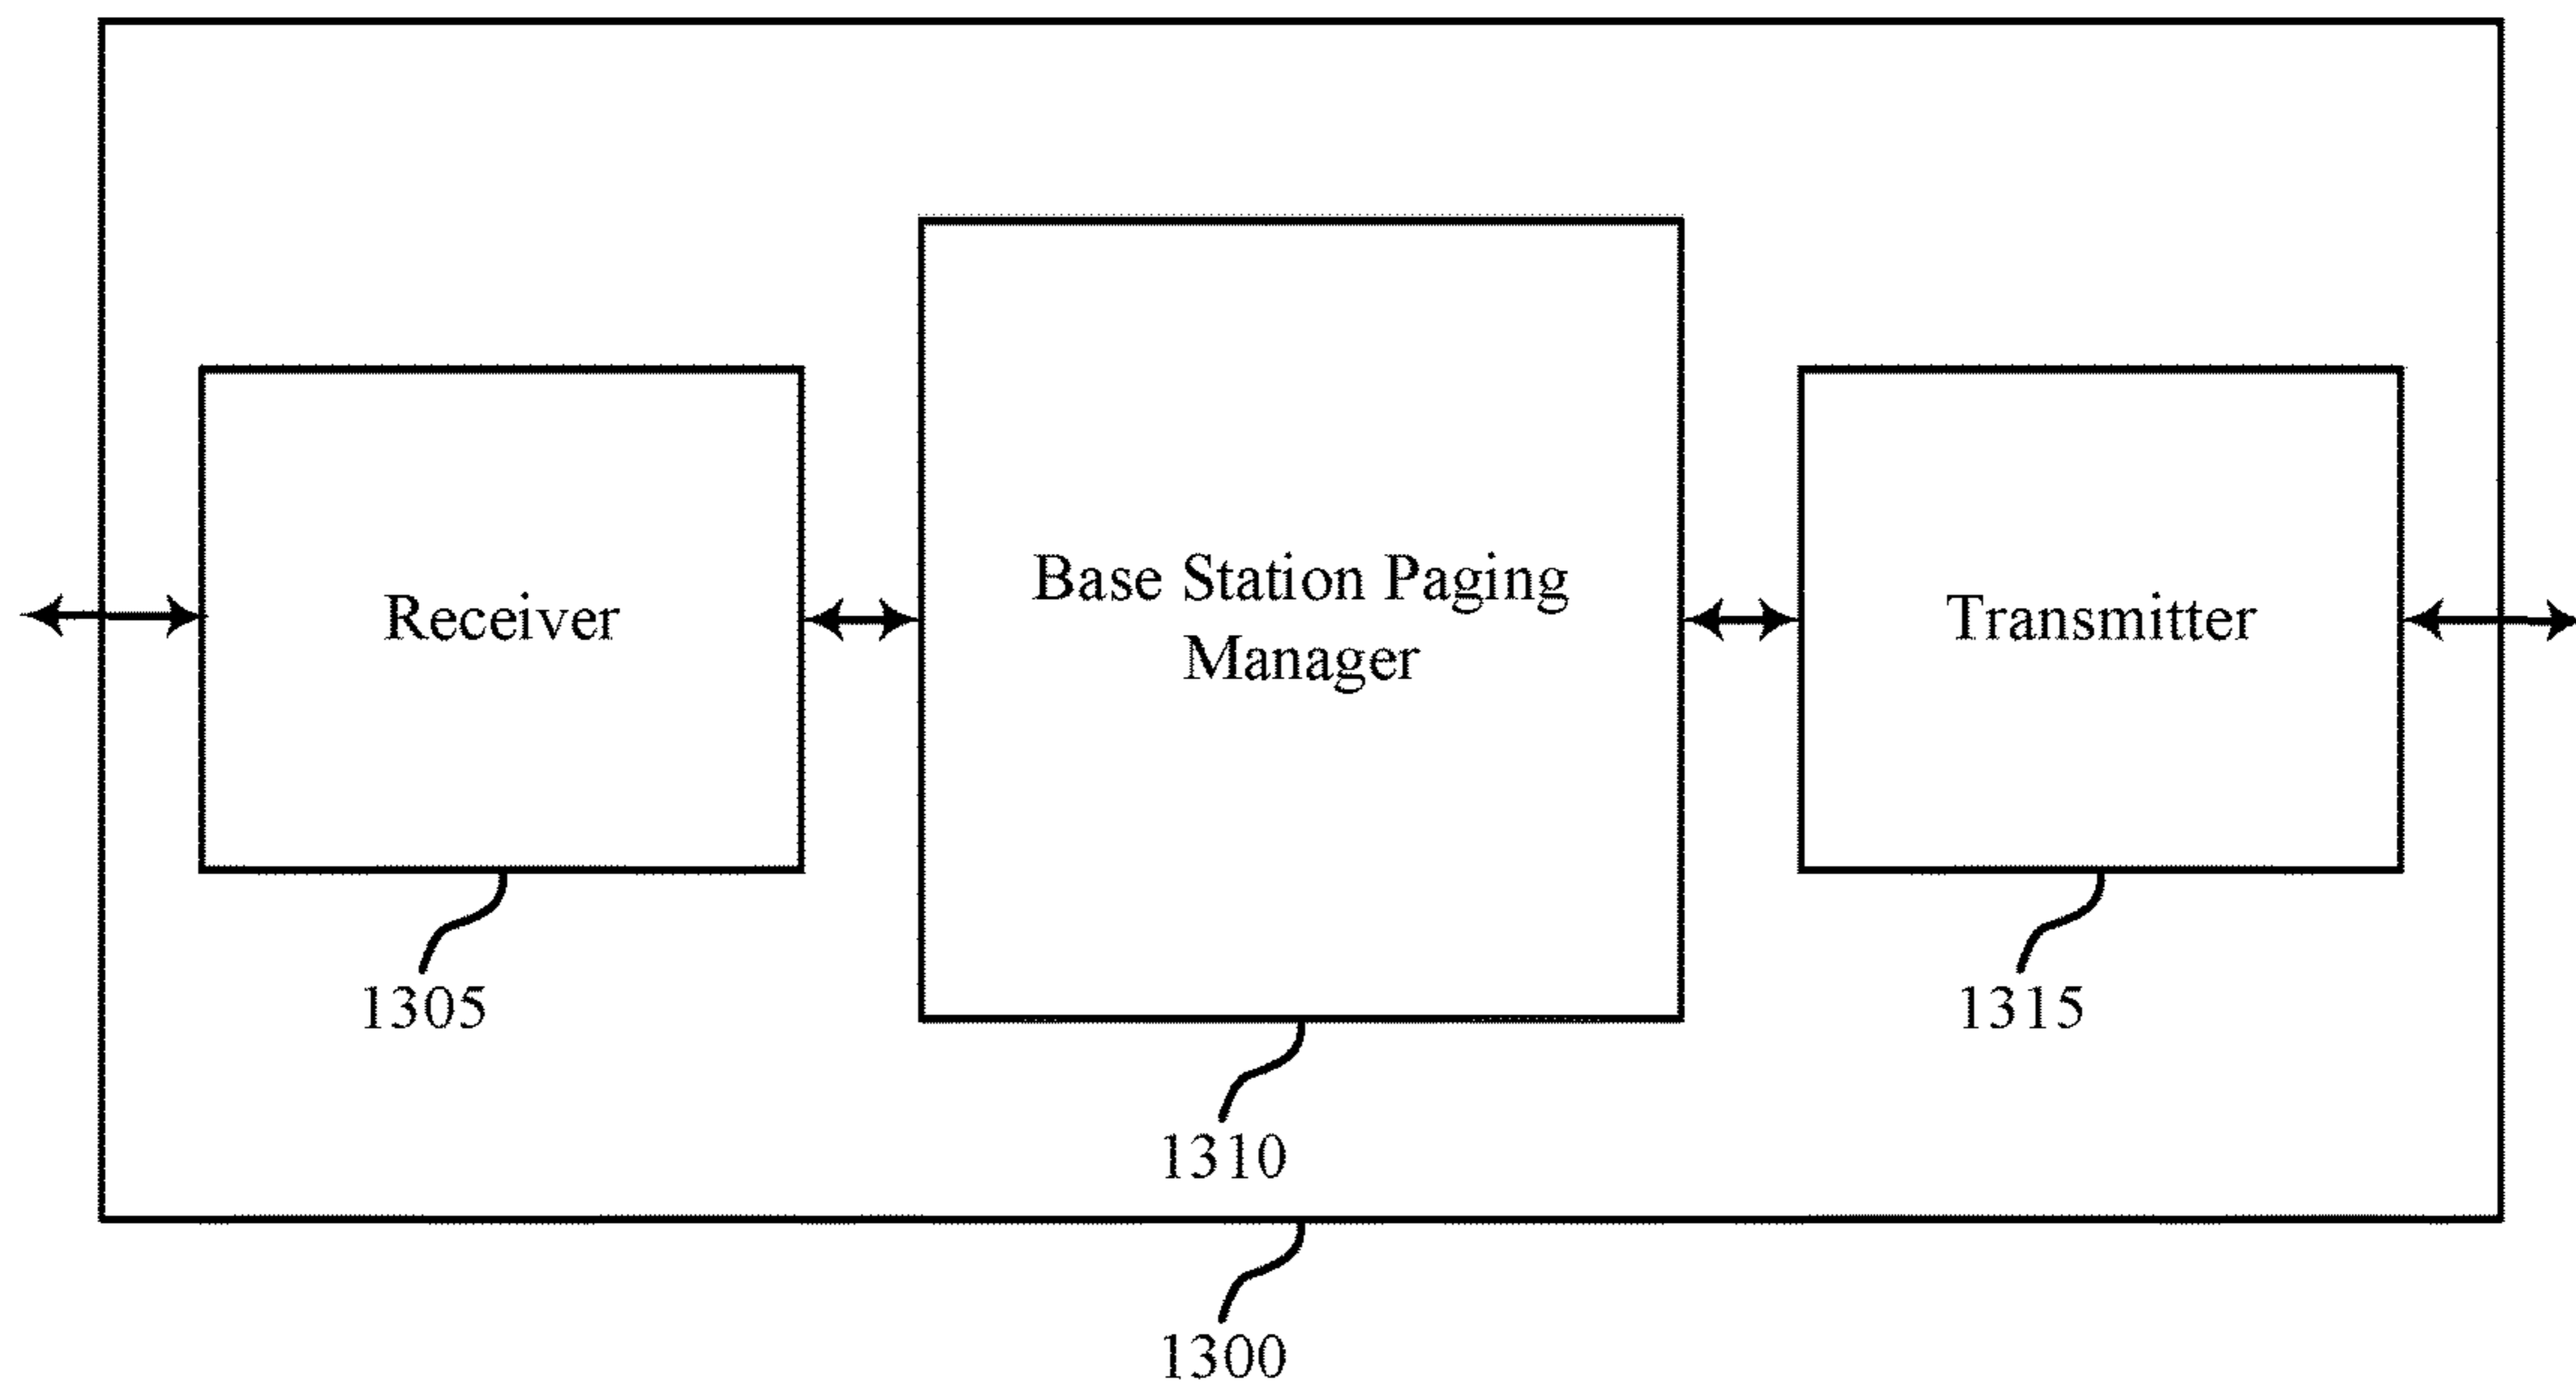 Receiver
Base Station Paging
Manager
Transmitter
1305
1315
1310
1300